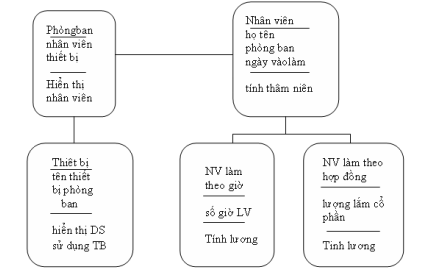 Phòngban
nhân viên
thiết bị
Hiển thị
nhân viên
Nhân viên
họ tên
phòng ban
ngày vàolàm
tính thâm niên
Thiết bị
tên thiết
bị phòng
ban
hiển thị DS
sử dụng TB
NV làm
theo giờ
số giờ LV
Tính lương
NV làm theo
hợp đồng
lượng lắm cổ
phần
Tính lương